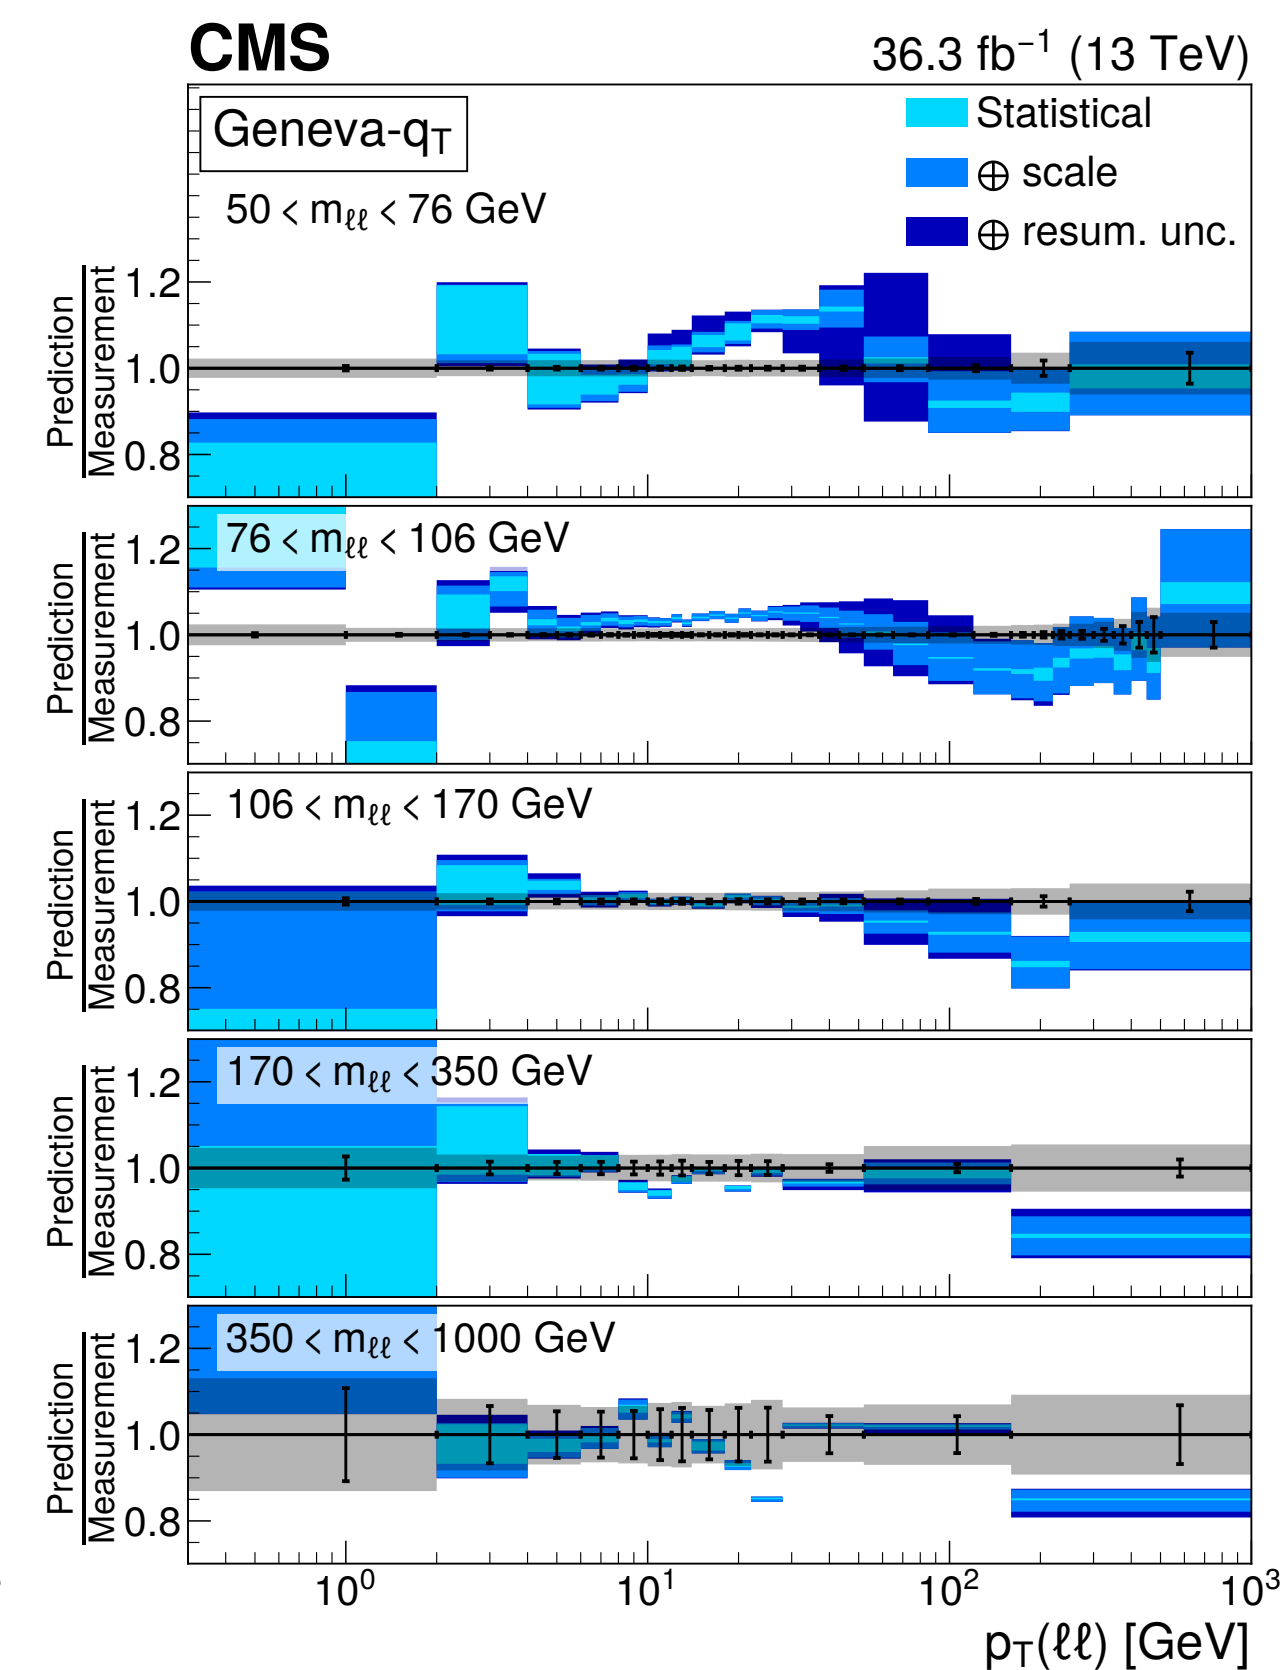 CMS
36.3 fb⁻¹ (13 TeV)
Geneva-q_T
Statistical
⊕ scale
⊕ resum. unc.
50 < m_ℓℓ < 76 GeV
Prediction
Measurement
1.2
1.0
0.8
76 < m_ℓℓ < 106 GeV
Prediction
Measurement
1.2
1.0
0.8
106 < m_ℓℓ < 170 GeV
Prediction
Measurement
1.2
1.0
0.8
170 < m_ℓℓ < 350 GeV
Prediction
Measurement
1.2
1.0
0.8
350 < m_ℓℓ < 1000 GeV
Prediction
Measurement
1.2
1.0
0.8
10⁰ 10¹ 10² 10³
p_T(ℓℓ) [GeV]